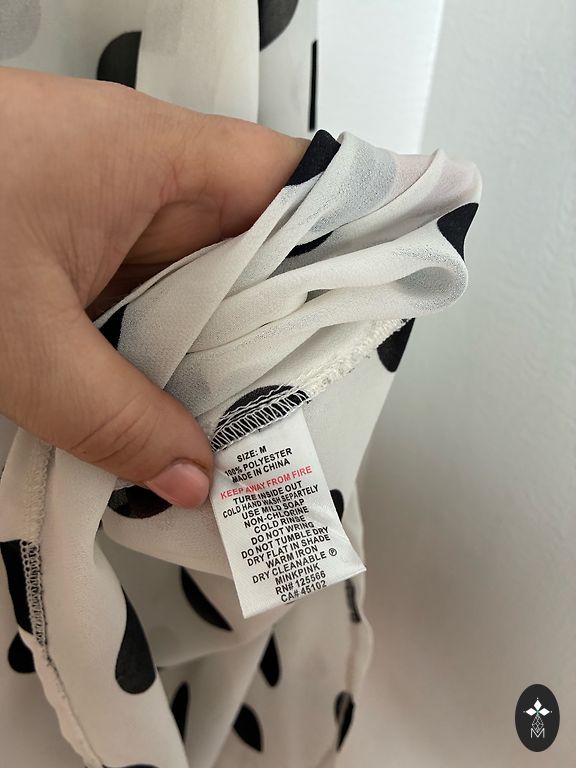 SIZE: M
100% POLYESTER
MADE IN CHINA
KEEP AWAY FROM FIRE
TURE INSIDE OUT
COLD HAND WASH SEPARTELY
USE MILD SOAP
NON-CHLORINE
COLD RINSE
DO NOT WRING
DO NOT TUMBLE DRY
DRY FLAT IN SHADE
WARM IRON
DRY CLEANABLE Ⓟ
MINKPINK
RN# 125566
CA# 45102
M